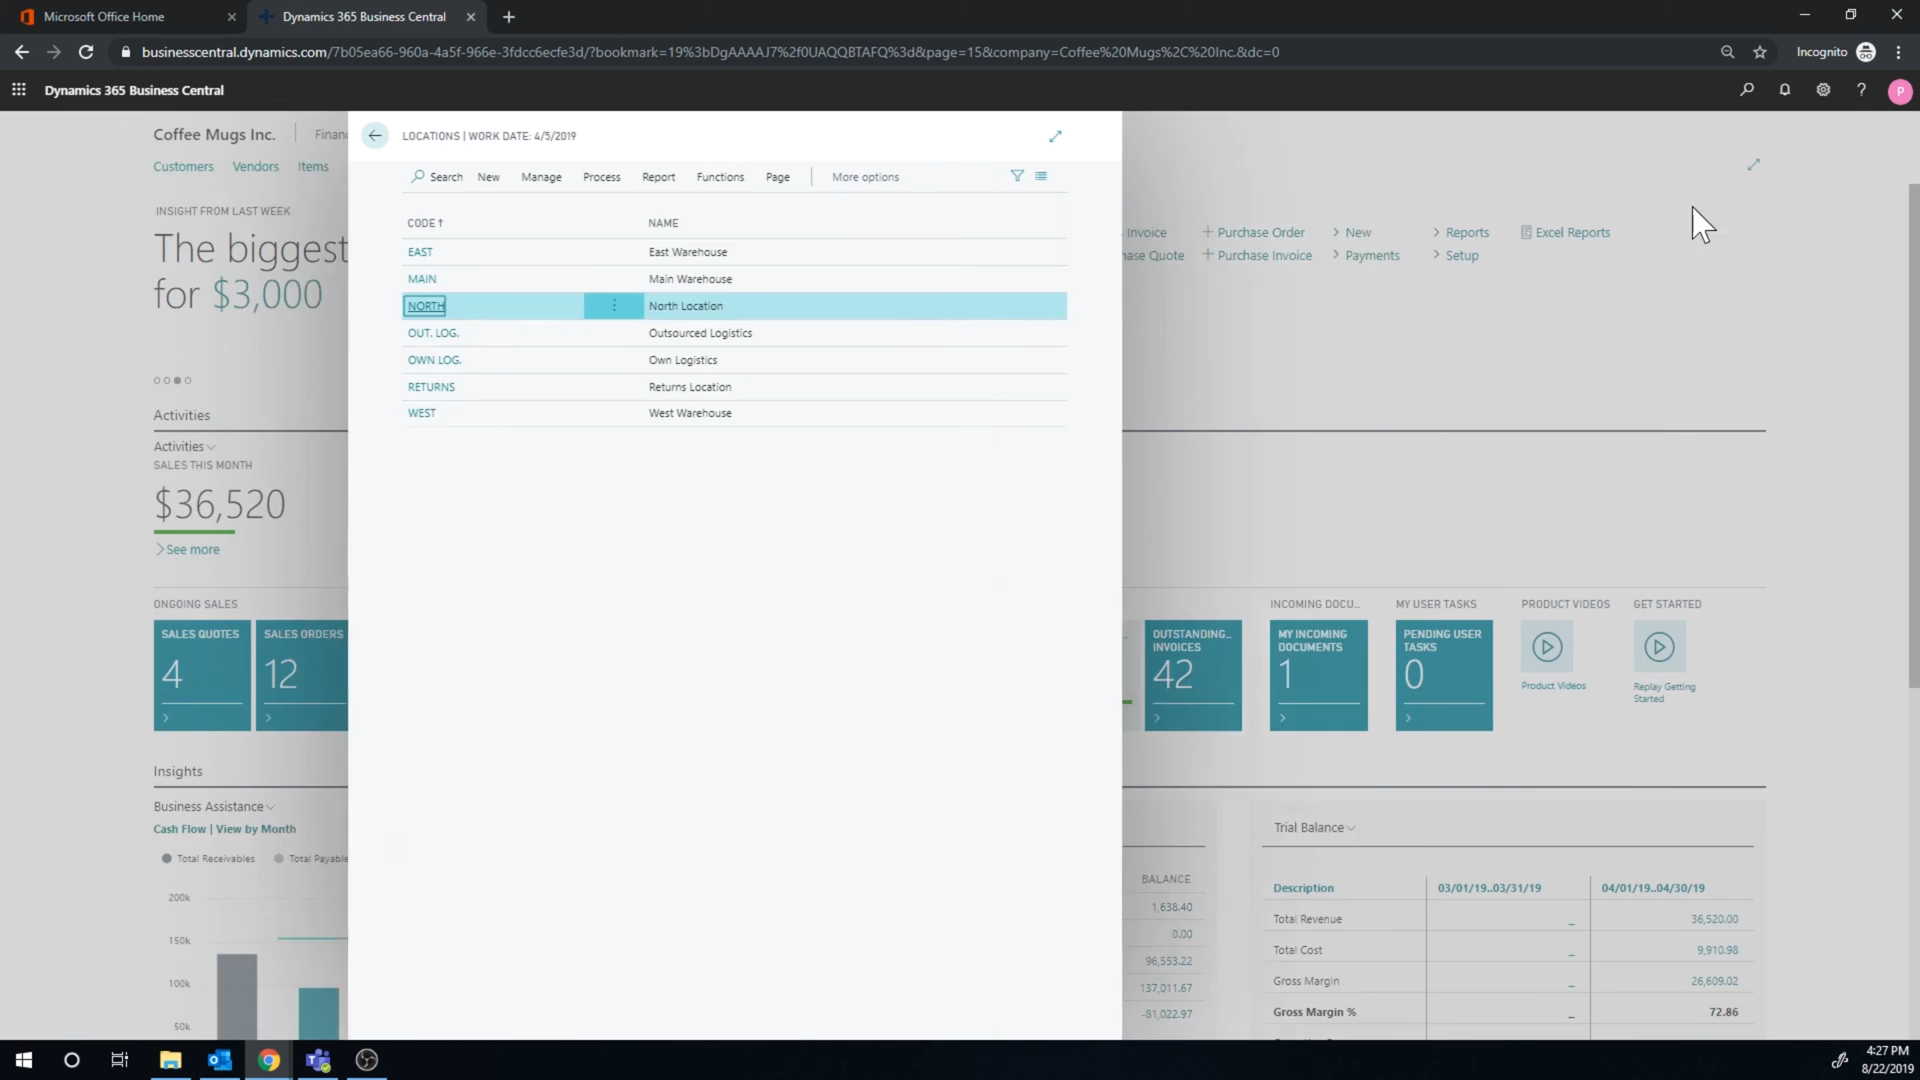 Microsoft Office Home
Dynamics 365 Business Central
businesscentral.dynamics.com/7b05ea66-960a-4a5f-966e-3fdcc6ecfe3d/?bookmark=19%3bDgAAAAJ7%2f0UAQQBTAFQ%3d&page=15&company=Coffee%20Mugs%2C%20Inc.&dc=0
Incognito
Dynamics 365 Business Central
P
Coffee Mugs Inc.
Finan
Customers Vendors Items
INSIGHT FROM LAST WEEK
The biggest
for $3,000
Activities
Activities
SALES THIS MONTH
$36,520
See more
ONGOING SALES
SALES QUOTES
4
SALES ORDERS
12
Insights
Business Assistance
Cash Flow | View by Month
Total Receivables Total Payable
200k
150k
100k
50k
LOCATIONS | WORK DATE: 4/5/2019
Search New Manage Process Report Functions Page More options
CODE↑ NAME
EAST East Warehouse
MAIN Main Warehouse
NORTH North Location
OUT. LOG. Outsourced Logistics
OWN LOG. Own Logistics
RETURNS Returns Location
WEST West Warehouse
Invoice + Purchase Order > New > Reports Excel Reports
hase Quote + Purchase Invoice > Payments > Setup
OUTSTANDING...
INVOICES
42
INCOMING DOCU...
MY INCOMING
DOCUMENTS
1
MY USER TASKS
PENDING USER
TASKS
0
PRODUCT VIDEOS
Product Videos
GET STARTED
Replay Getting
Started
BALANCE
1,638.40
0.00
96,553.22
137,011.67
-81,022.97
Trial Balance
Description 03/01/19..03/31/19 04/01/19..04/30/19
Total Revenue _ 36,520.00
Total Cost _ 9,910.98
Gross Margin _ 26,609.02
Gross Margin % _ 72.86
4:27 PM
8/22/2019